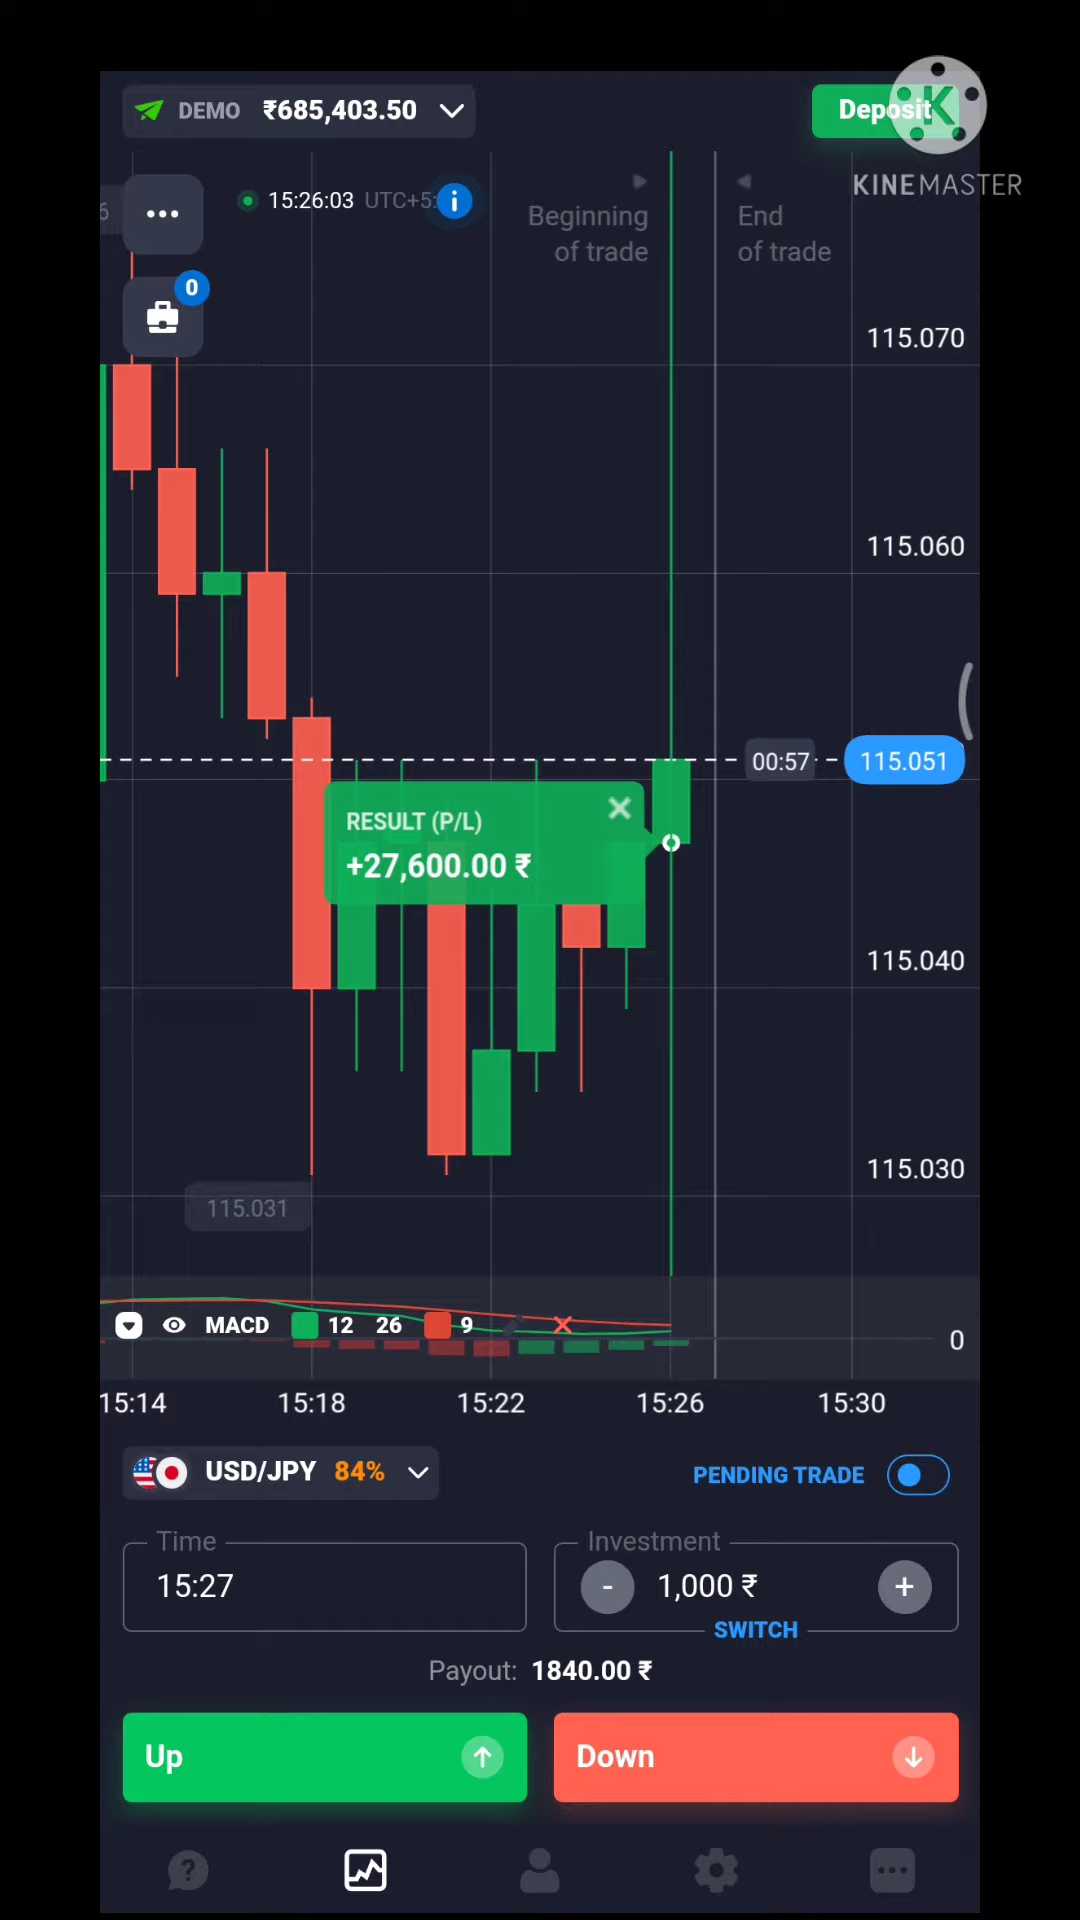 DEMO ₹685,403.50
Deposit
K
KINEMASTER
6
15:26:03 UTC+5:
i
Beginning
of trade
End
of trade
0
115.070
115.060
00:57
115.051
RESULT (P/L)
+27,600.00 ₹
115.040
115.030
115.031
MACD 12 26 9
0
15:14 15:18 15:22 15:26 15:30
USD/JPY 84%
PENDING TRADE
Time
15:27
Investment
- 1,000 ₹ +
SWITCH
Payout: 1840.00 ₹
Up
Down
?